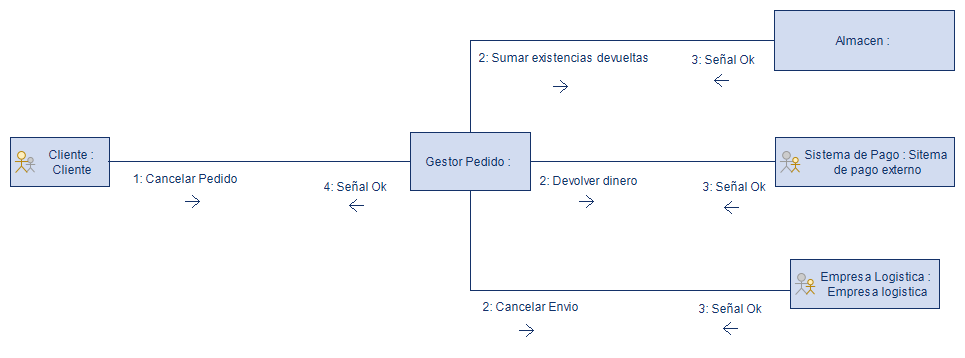 Almacen :
2: Sumar existencias devueltas
3: Señal Ok
Cliente :
Cliente
Gestor Pedido :
Sistema de Pago : Sitema
de pago externo
1: Cancelar Pedido
4: Señal Ok
2: Devolver dinero
3: Señal Ok
Empresa Logistica :
Empresa logistica
2: Cancelar Envio
3: Señal Ok